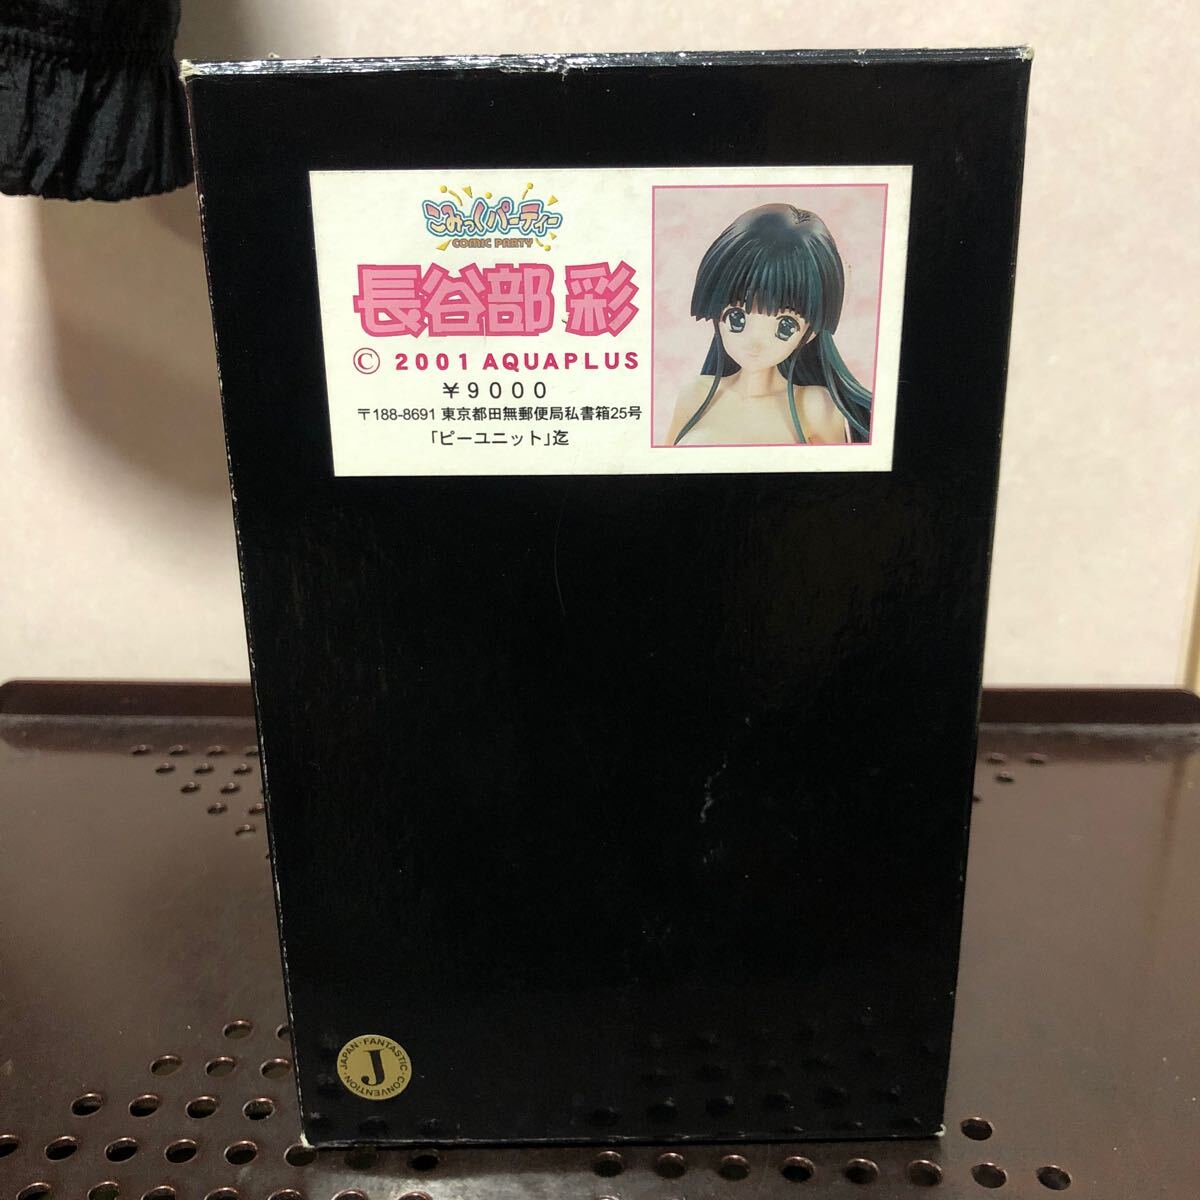 こみっくパーティー
COMIC PARTY
長谷部 彩
© 2001 AQUAPLUS
￥9000
〒188-8691 東京都田無郵便局私書箱25号
「ピーユニット」迄
JAPAN・FANTASTIC・CONVENTION・
J